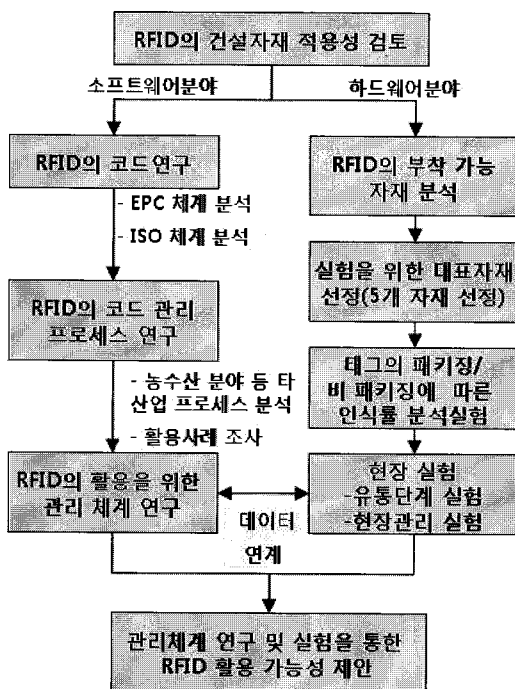 RFID의 건설자재 적용성 검토
소프트웨어분야
하드웨어분야
RFID의 코드연구
- EPC 체계 분석
- ISO 체계 분석
RFID의 코드 관리
프로세스 연구
- 농수산 분야 등 타
산업 프로세스 분석
- 활용사례 조사
RFID의 활용을 위한
관리 체계 연구
RFID의 부착 가능
자재 분석
실험을 위한 대표자재
선정(5개 자재 선정)
태그의 패키징/
비 패키징에 따른
인식률 분석실험
현장 실험
-유통단계 실험
-현장관리 실험
데이터
연계
관리체계 연구 및 실험을 통한
RFID 활용 가능성 제안